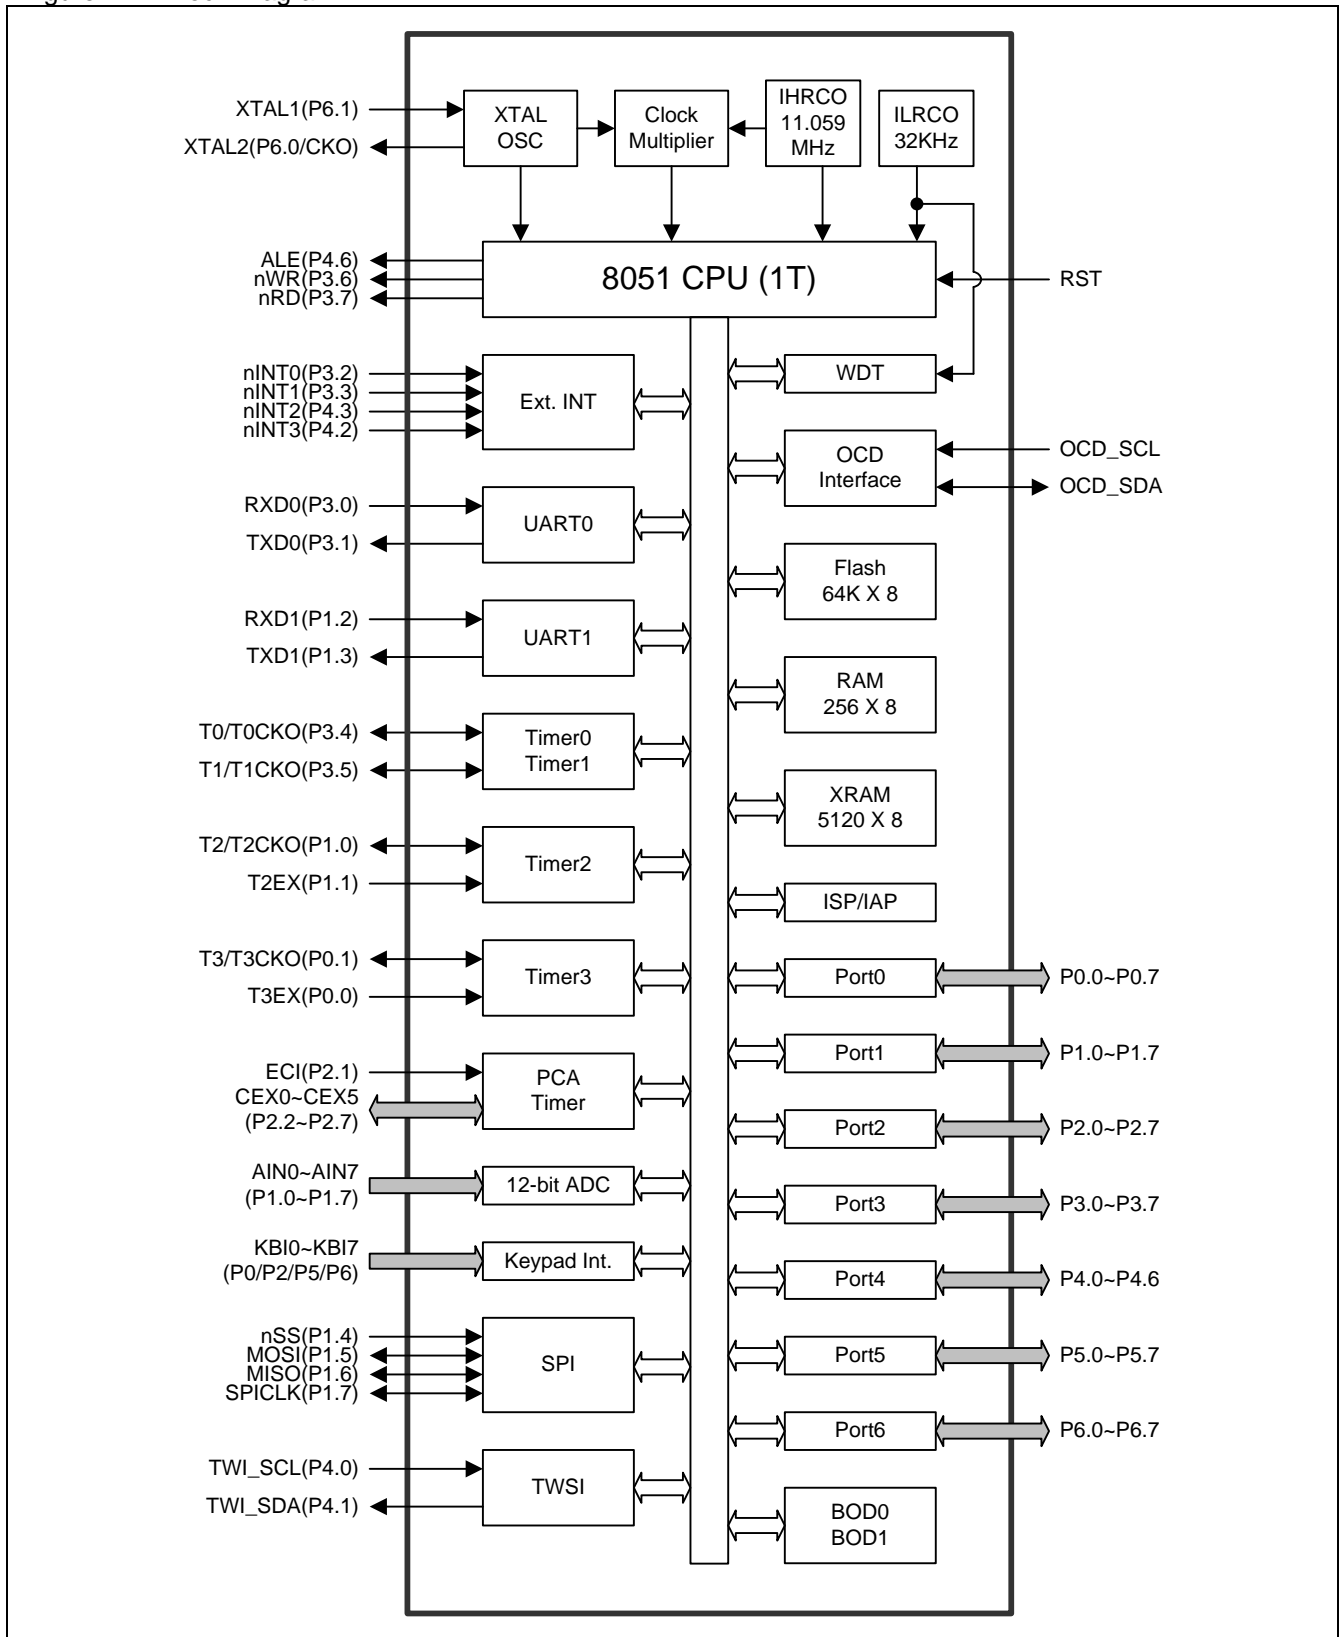 XTAL1(P6.1)
XTAL2(P6.0/CKO)
XTAL
OSC
Clock
Multiplier
IHRCO
11.059
MHz
ILRCO
32KHz
ALE(P4.6)
nWR(P3.6)
nRD(P3.7)
8051 CPU (1T)
RST
nINT0(P3.2)
nINT1(P3.3)
nINT2(P4.3)
nINT3(P4.2)
Ext. INT
WDT
OCD
Interface
OCD_SCL
OCD_SDA
RXD0(P3.0)
TXD0(P3.1)
UART0
Flash
64K X 8
RXD1(P1.2)
TXD1(P1.3)
UART1
RAM
256 X 8
T0/T0CKO(P3.4)
T1/T1CKO(P3.5)
Timer0
Timer1
XRAM
5120 X 8
T2/T2CKO(P1.0)
T2EX(P1.1)
Timer2
ISP/IAP
T3/T3CKO(P0.1)
T3EX(P0.0)
Timer3
Port0
P0.0~P0.7
ECI(P2.1)
CEX0~CEX5
(P2.2~P2.7)
PCA
Timer
Port1
P1.0~P1.7
Port2
P2.0~P2.7
AIN0~AIN7
(P1.0~P1.7)
12-bit ADC
Port3
P3.0~P3.7
KBI0~KBI7
(P0/P2/P5/P6)
Keypad Int.
Port4
P4.0~P4.6
nSS(P1.4)
MOSI(P1.5)
MISO(P1.6)
SPICLK(P1.7)
SPI
Port5
P5.0~P5.7
Port6
P6.0~P6.7
TWI_SCL(P4.0)
TWI_SDA(P4.1)
TWSI
BOD0
BOD1